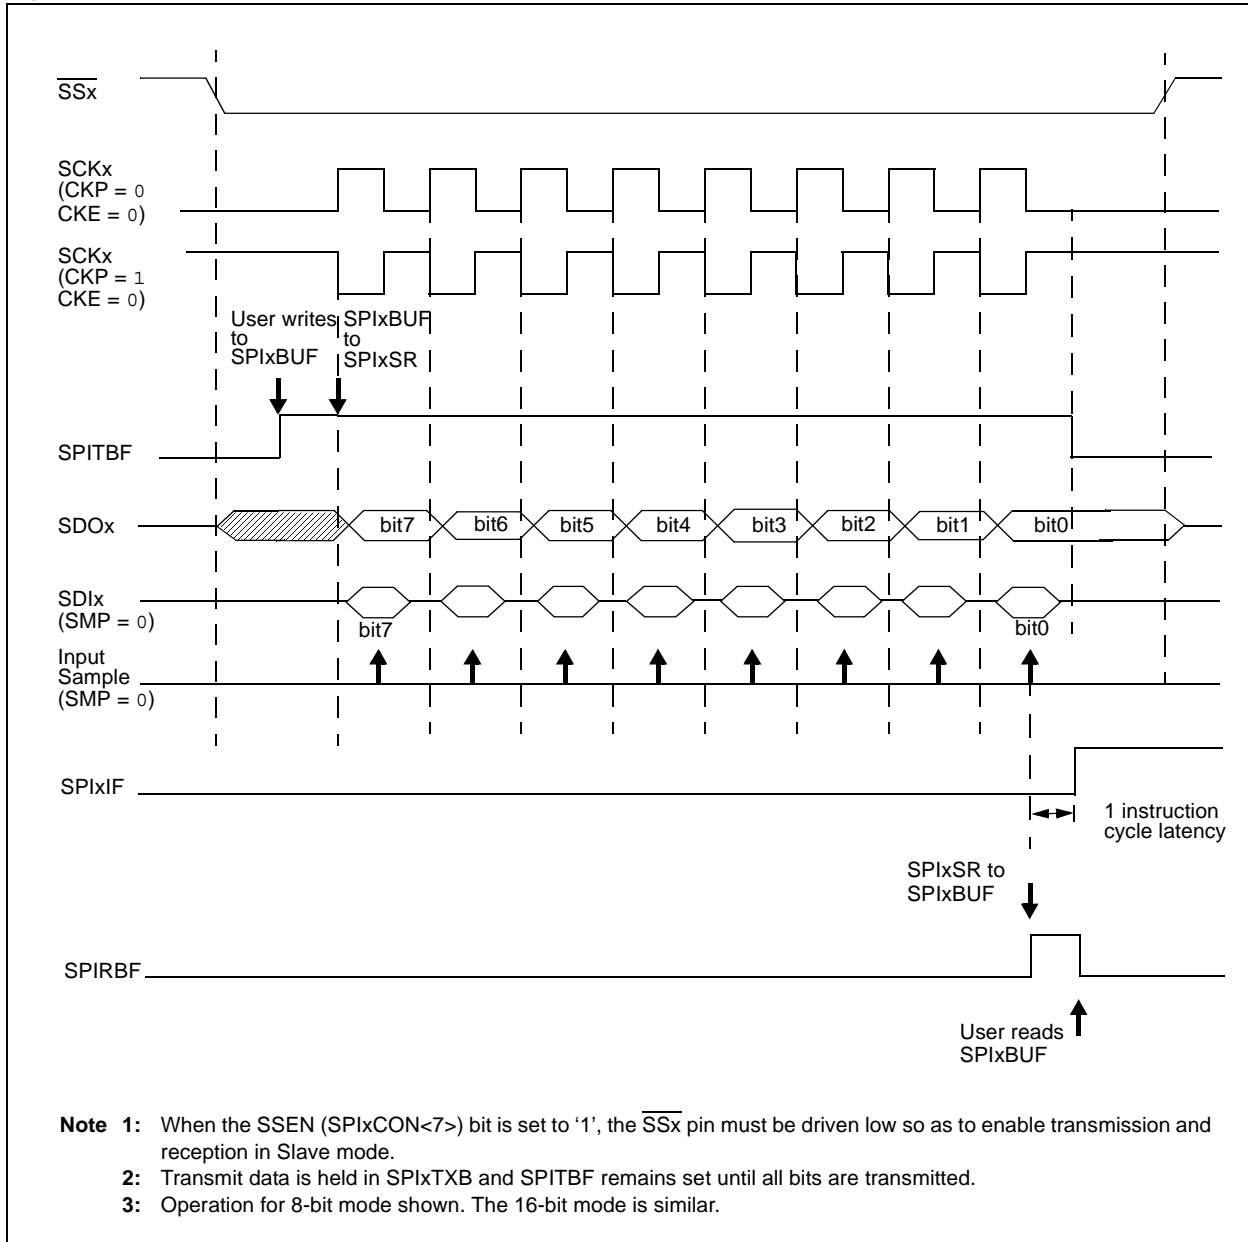 SSx
SCKx
(CKP = 0
CKE = 0)
SCKx
(CKP = 1
CKE = 0)
User writes
to
SPIxBUF
SPIxBUF
to
SPIxSR
SPITBF
SDOx
bit7 bit6 bit5 bit4 bit3 bit2 bit1 bit0
SDIx
(SMP = 0)
bit7 bit0
Input
Sample
(SMP = 0)
SPIxIF
1 instruction
cycle latency
SPIxSR to
SPIxBUF
SPIRBF
User reads
SPIxBUF
Note 1: When the SSEN (SPIxCON<7>) bit is set to ‘1’, the SSx pin must be driven low so as to enable transmission and
reception in Slave mode.
2: Transmit data is held in SPIxTXB and SPITBF remains set until all bits are transmitted.
3: Operation for 8-bit mode shown. The 16-bit mode is similar.